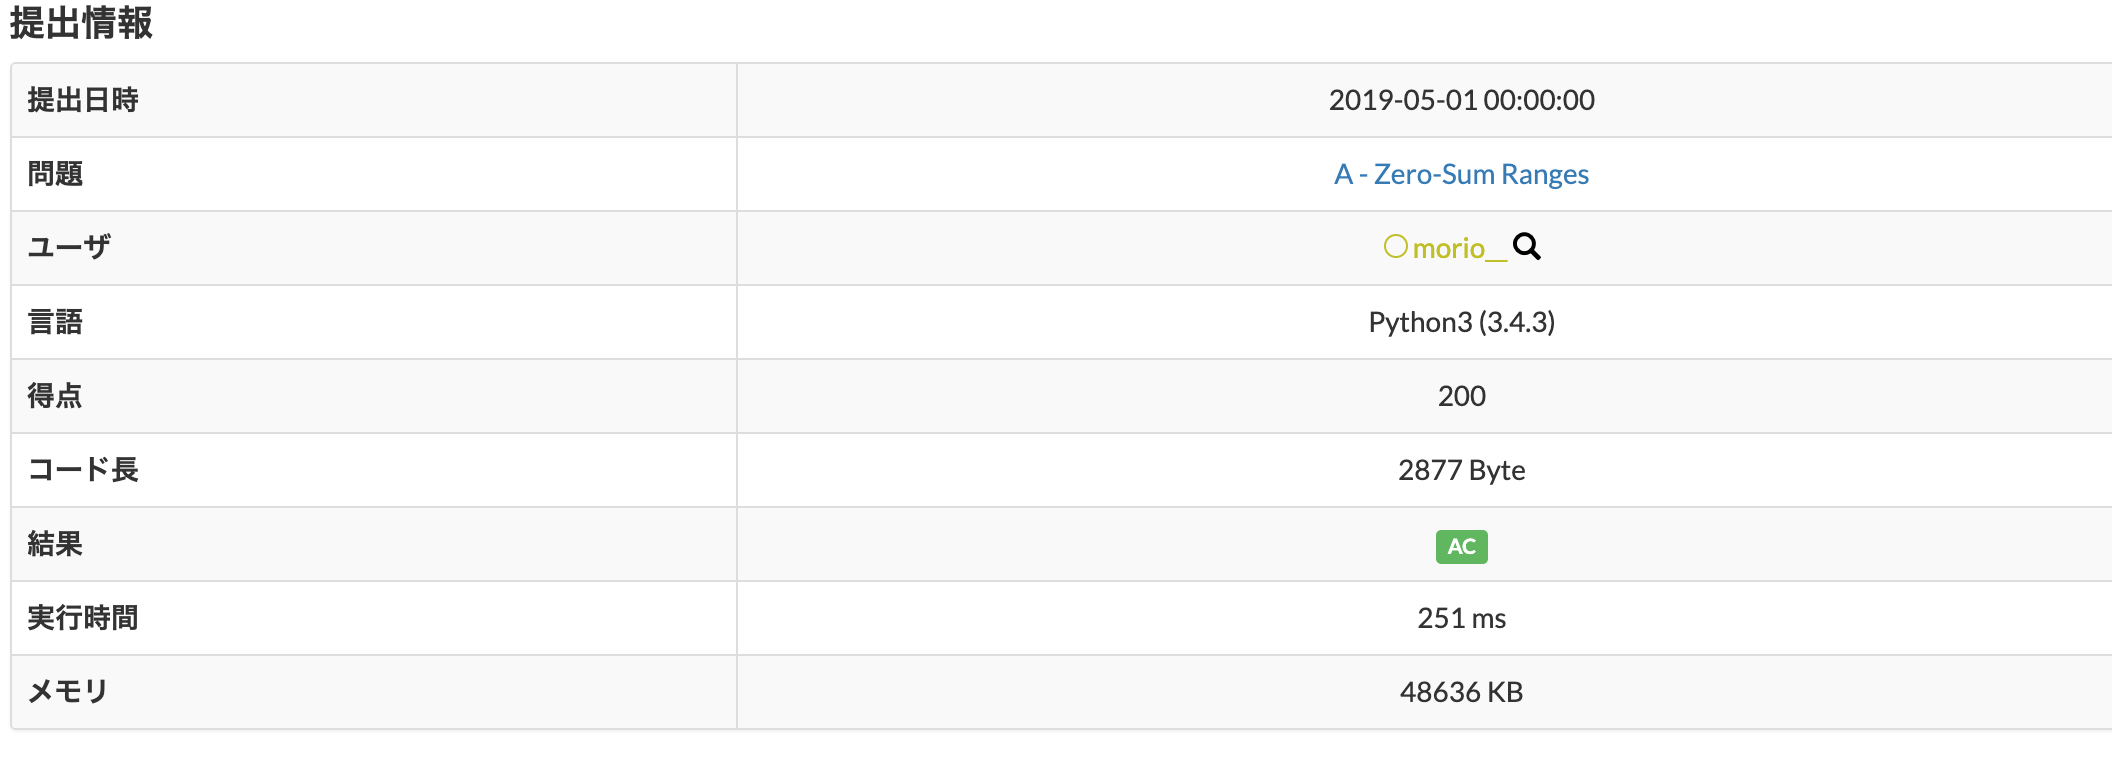 提出情報
提出日時 2019-05-01 00:00:00
問題 A - Zero-Sum Ranges
ユーザ morio__
言語 Python3 (3.4.3)
得点 200
コード長 2877 Byte
結果 AC
実行時間 251 ms
メモリ 48636 KB